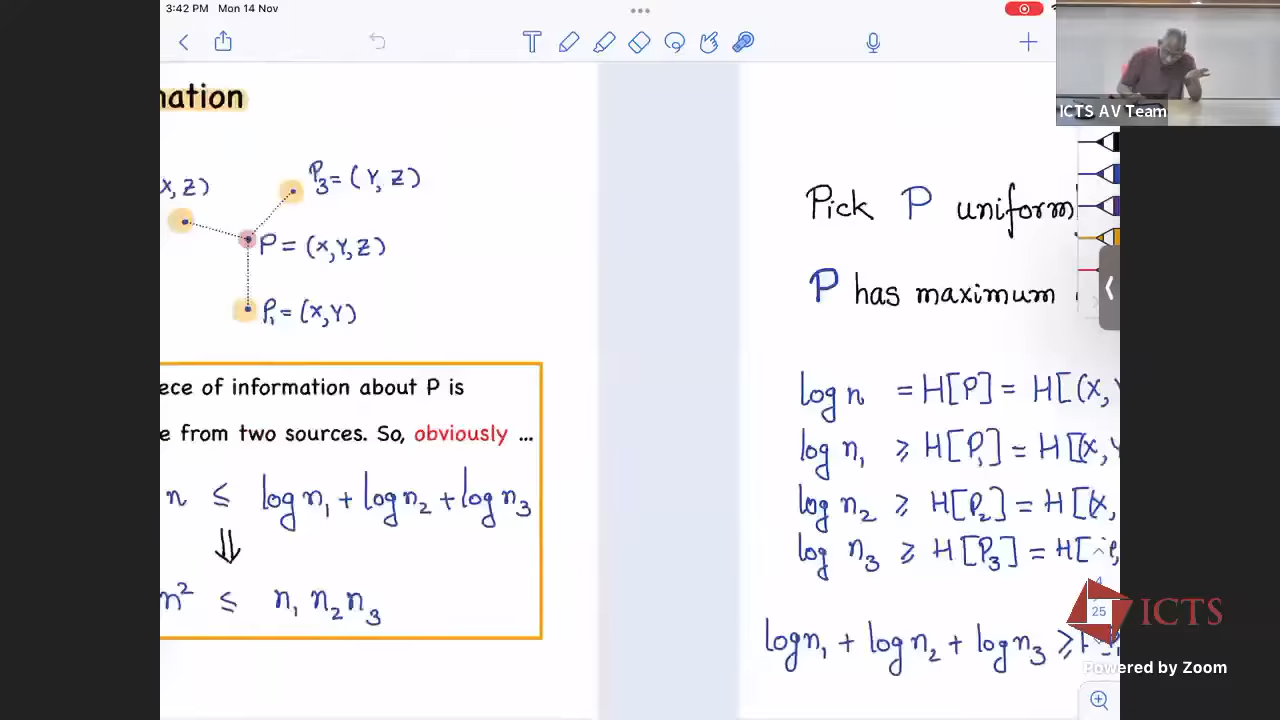 3:42 PM Mon 14 Nov
ICTS AV Team
mation
X, Z)
P3 = (Y, Z)
P = (X, Y, Z)
P1 = (X, Y)
ece of information about P is
e from two sources. So, obviously ...
n ≤ log n1 + log n2 + log n3
⇓
n² ≤ n1 n2 n3
Pick P uniform
P has maximum
log n = H[P] = H[(X, Y
log n1 ≥ H[P1] = H[(X, Y
log n2 ≥ H[P2] = H[(X,
log n3 ≥ H[P3] = H[
log n1 + log n2 + log n3 ≥
25
ICTS
Powered by Zoom